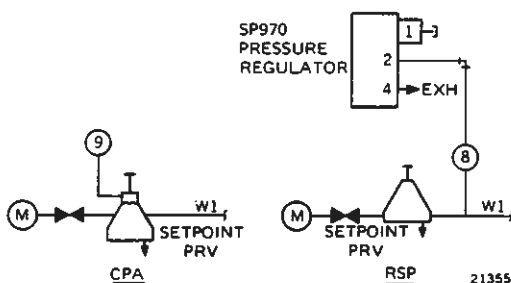 SP970
PRESSURE
REGULATOR
1
2
4
EXH
9
8
M
W1
SETPOINT
PRV
CPA
M
W1
SETPOINT
PRV
RSP
21355